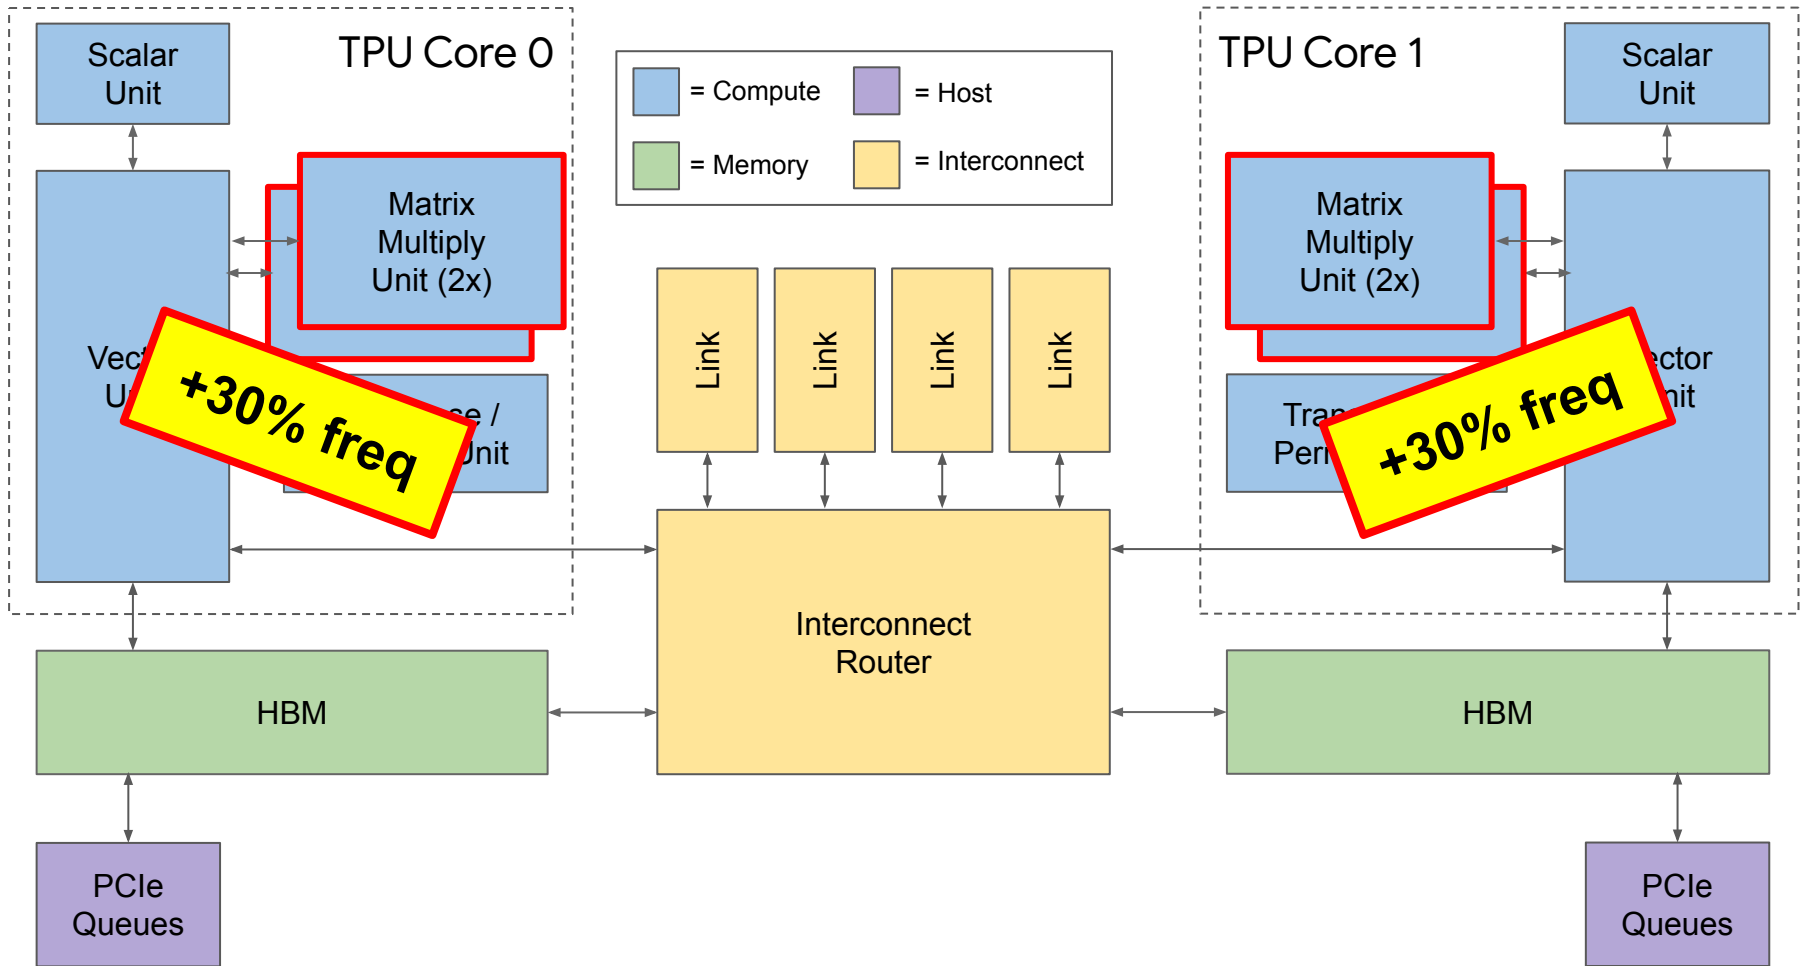 TPU Core 0
Scalar
Unit
Matrix
Multiply
Unit (2x)
+30% freq
= Compute
= Host
= Memory
= Interconnect
TPU Core 1
Scalar
Unit
Matrix
Multiply
Unit (2x)
+30% freq
Link
Link
Link
Link
Interconnect
Router
HBM
HBM
PCIe
Queues
PCIe
Queues